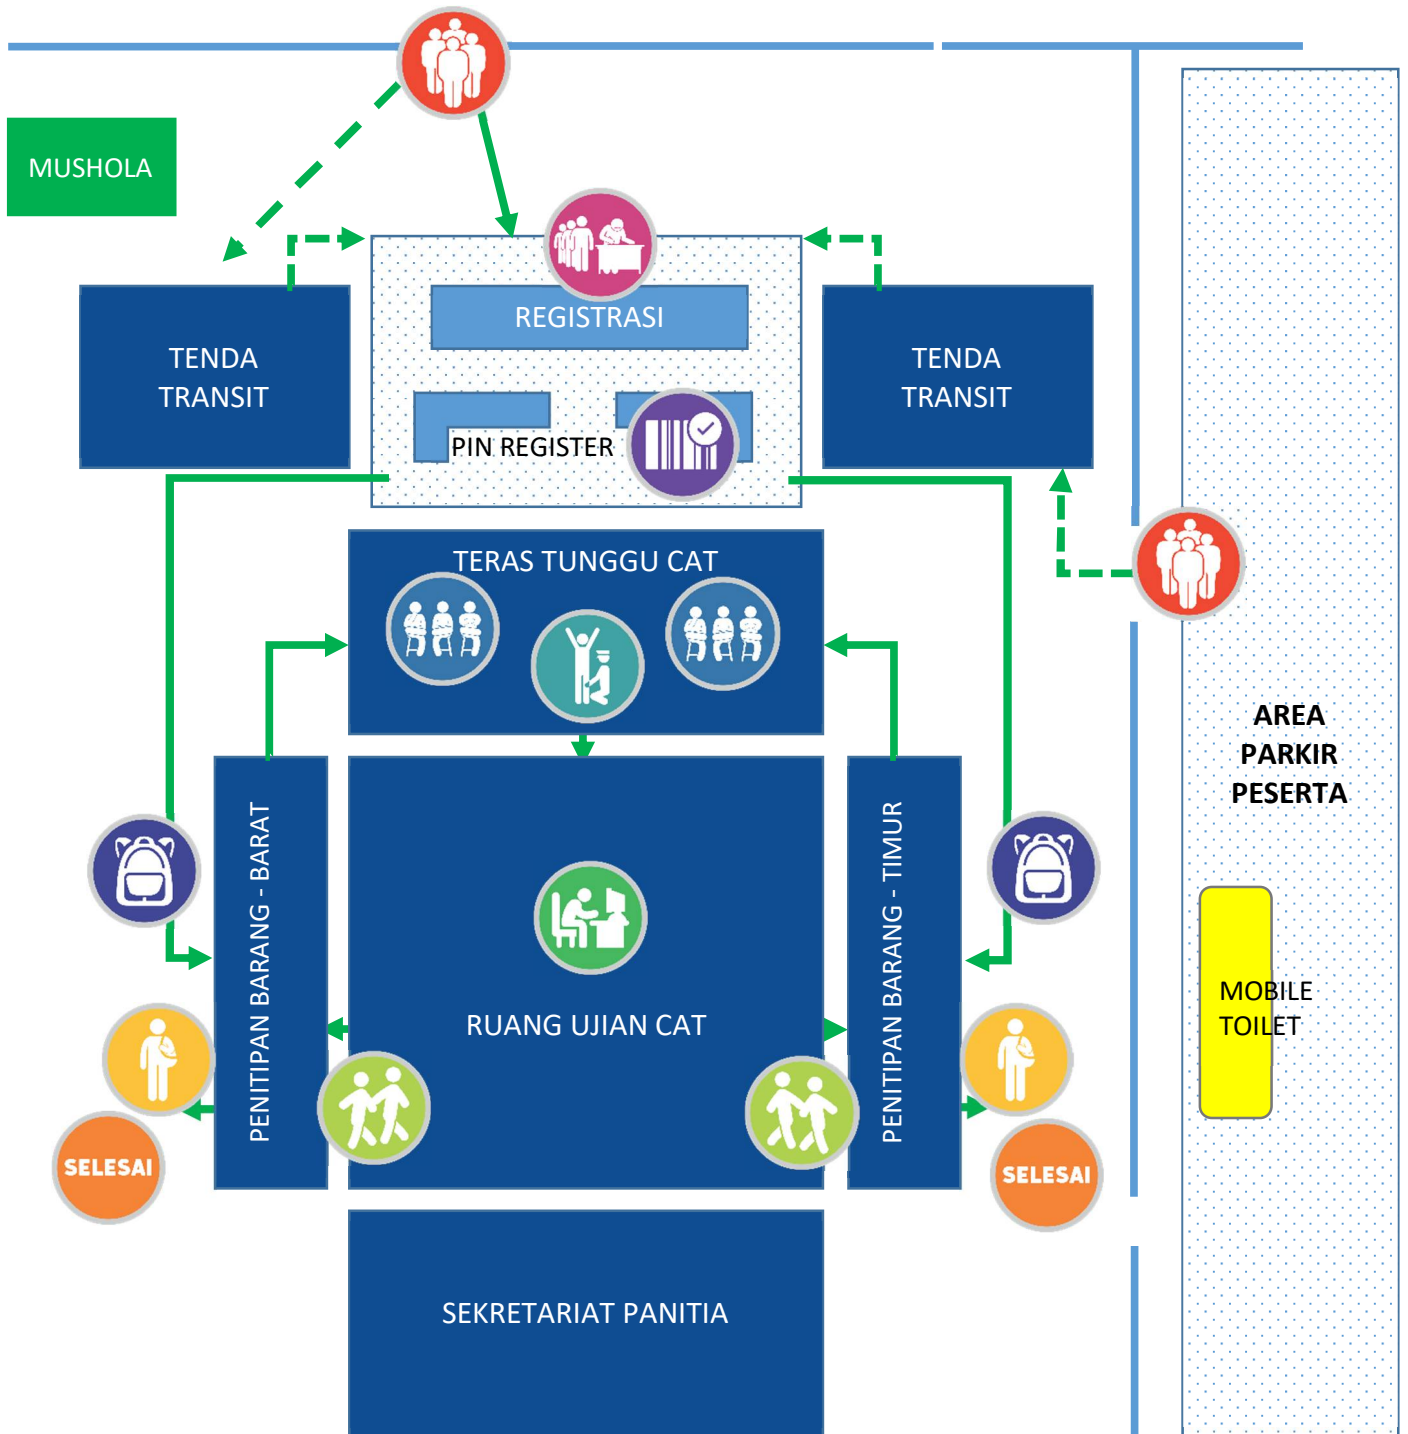 MUSHOLA
REGISTRASI
TENDA
TRANSIT
TENDA
TRANSIT
PIN REGISTER
TERAS TUNGGU CAT
AREA
PARKIR
PESERTA
PENITIPAN BARANG - BARAT
PENITIPAN BARANG - TIMUR
RUANG UJIAN CAT
MOBILE
TOILET
SELESAI
SELESAI
SEKRETARIAT PANITIA